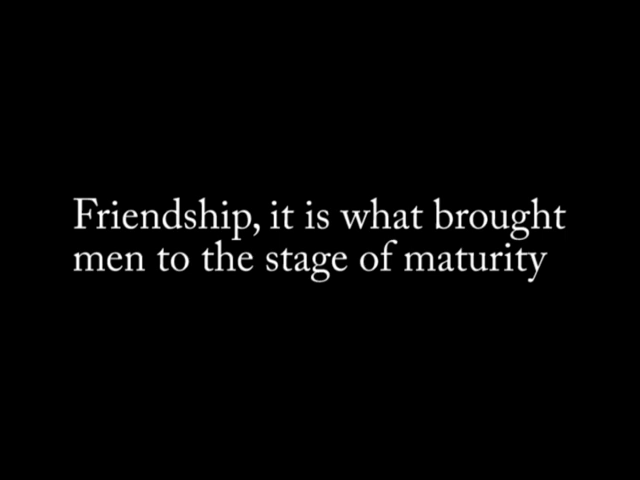 Friendship, it is what brought
men to the stage of maturity